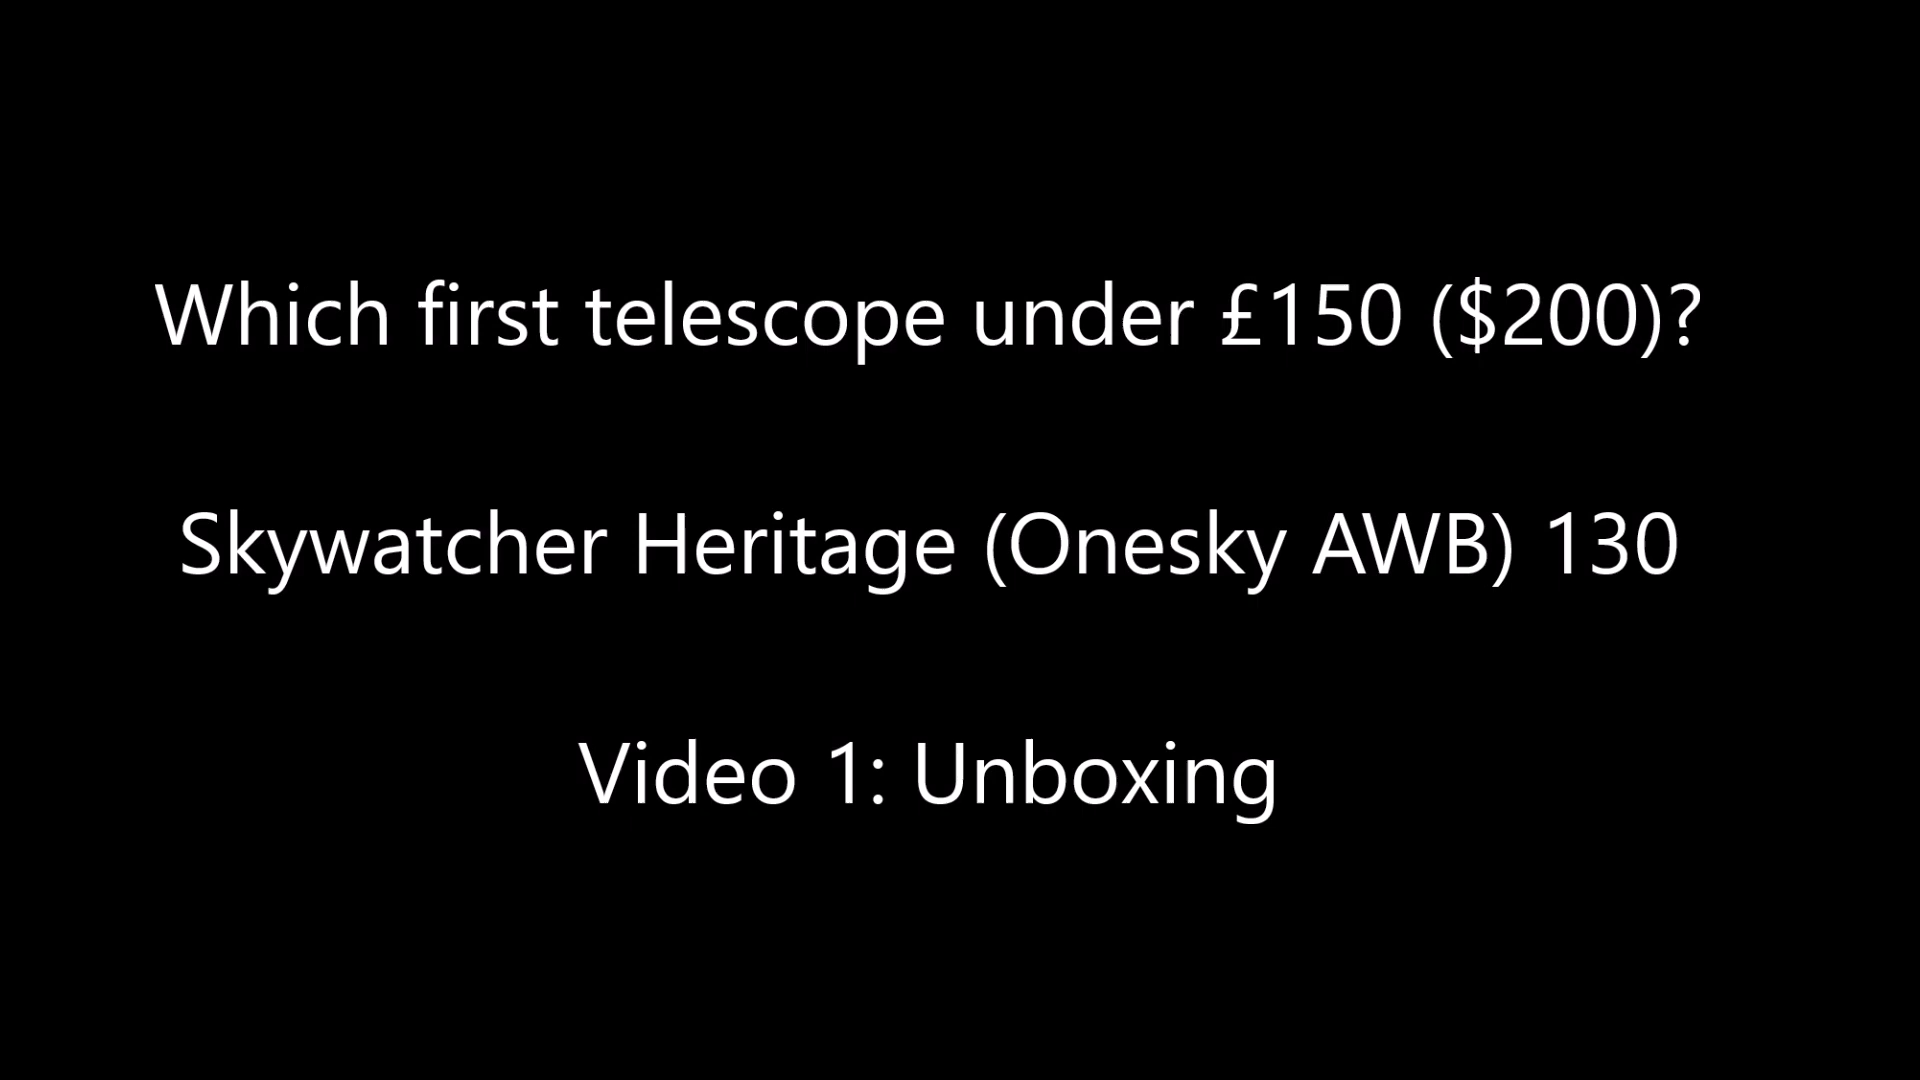 Which first telescope under £150 ($200)?
Skywatcher Heritage (Onesky AWB) 130
Video 1: Unboxing